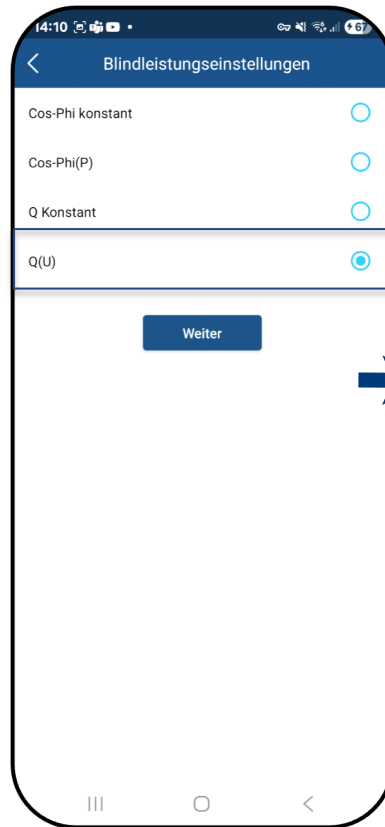 14:10
67
Blindleistungseinstellungen
Cos-Phi konstant
Cos-Phi(P)
Q Konstant
Q(U)
Weiter